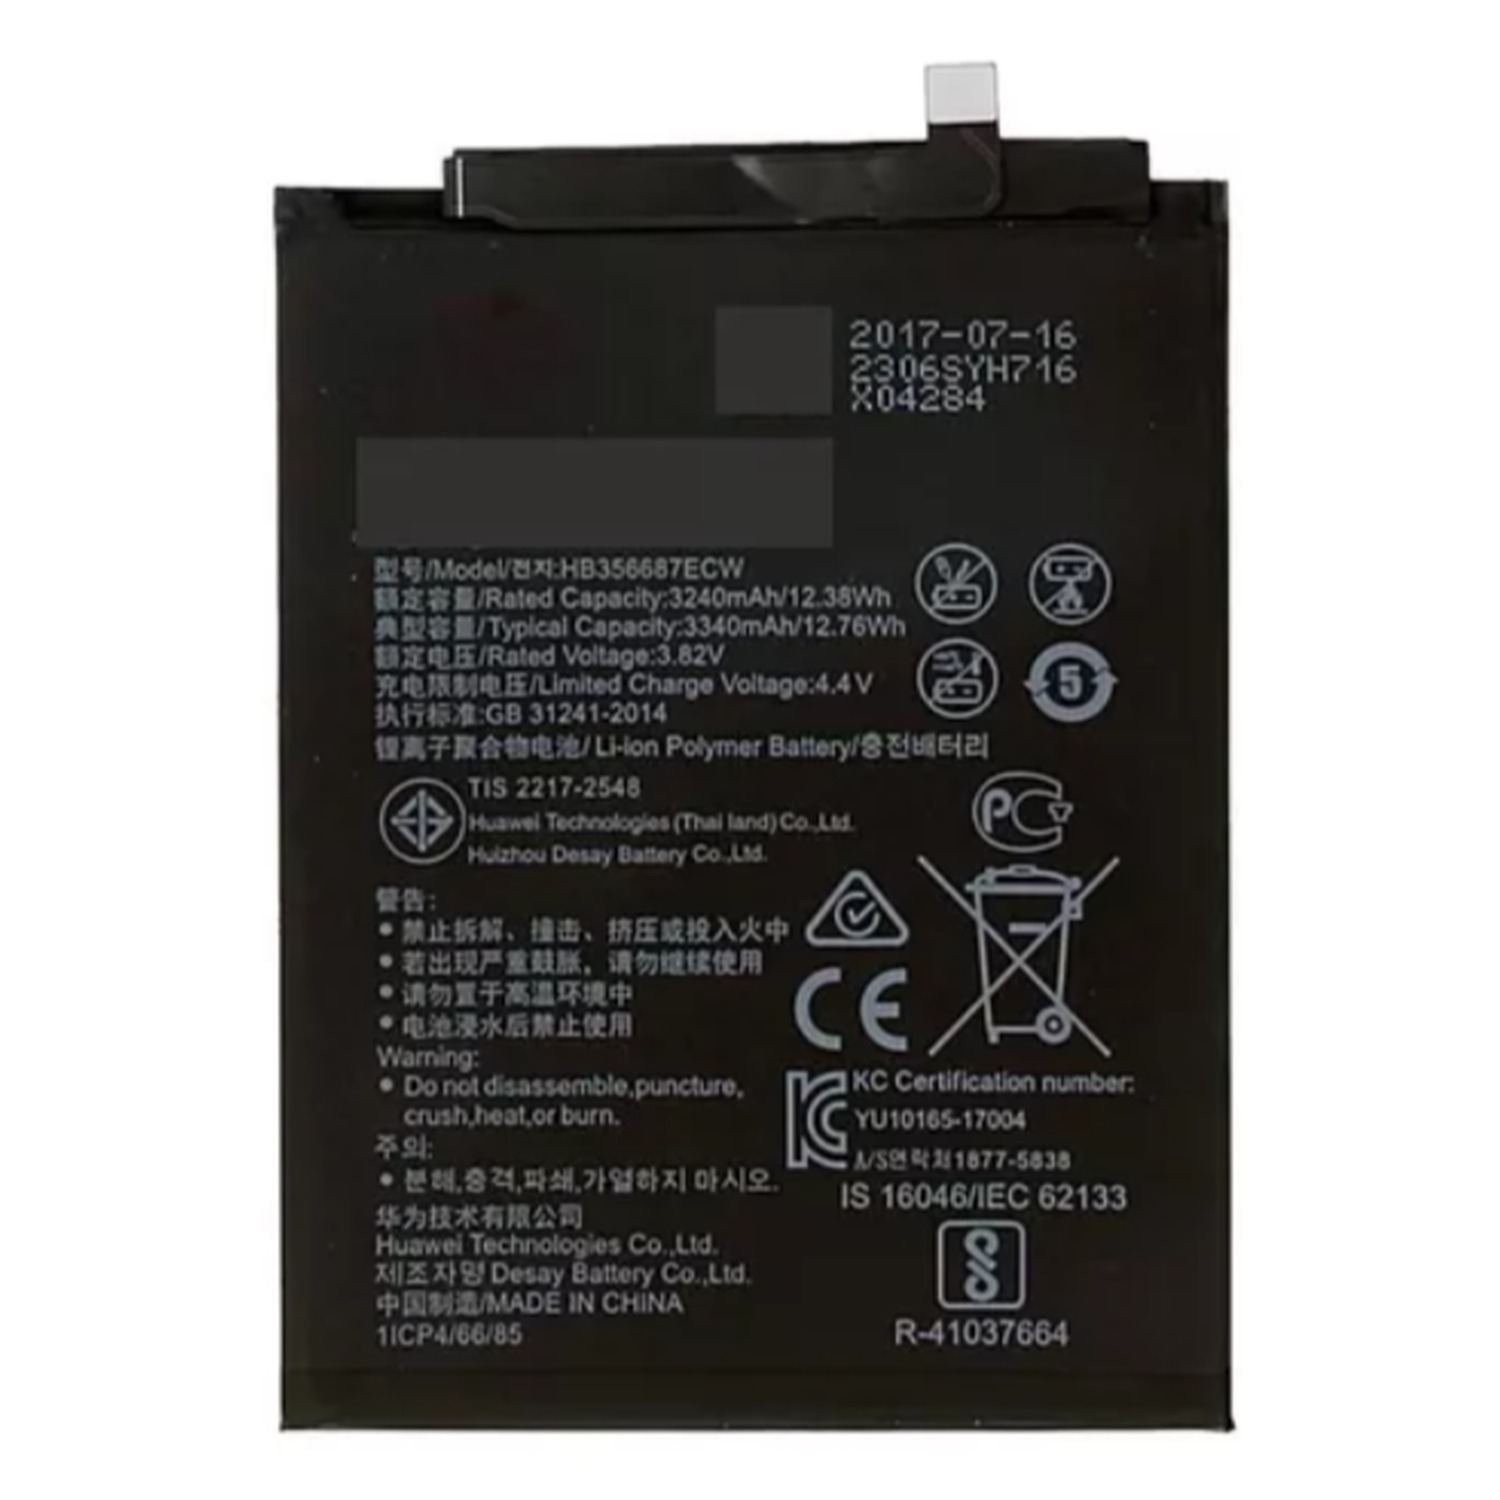 2017-07-16
2306SYH716
X04284
型号/Model/전지:HB356687ECW
额定容量/Rated Capacity:3240mAh/12.38Wh
典型容量/Typical Capacity:3340mAh/12.76Wh
额定电压/Rated Voltage:3.82V
充电限制电压/Limited Charge Voltage:4.4V
执行标准:GB 31241-2014
锂离子聚合物电池/ Li-ion Polymer Battery/충전배터리
5
TIS 2217-2548
Huawei Technologies (Thai land) Co.,Ltd.
Huizhou Desay Battery Co.,Ltd.
PC
警告:
• 禁止拆解、撞击、挤压或投入火中
• 若出现严重鼓胀，请勿继续使用
• 请勿置于高温环境中
• 电池浸水后禁止使用
CE
Warning:
• Do not disassemble,puncture,
crush,heat,or burn.
주의:
• 분해,충격,파쇄,가열하지 마시오.
KC KC Certification number:
YU10165-17004
A/S연락처1877-5838
IS 16046/IEC 62133
R-41037664
华为技术有限公司
Huawei Technologies Co.,Ltd.
제조자명 Desay Battery Co.,Ltd.
中国制造/MADE IN CHINA
1ICP4/66/85